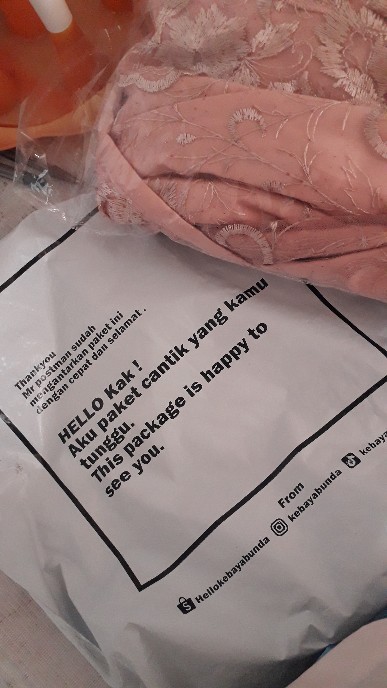 Thankyou
Mr postman sudah
mengantarkan paket ini
dengan cepat dan selamat.
HELLO Kak !
Aku paket cantik yang kamu
tunggu.
This package is happy to
see you.
From
Hellokebayabunda
kebayabunda